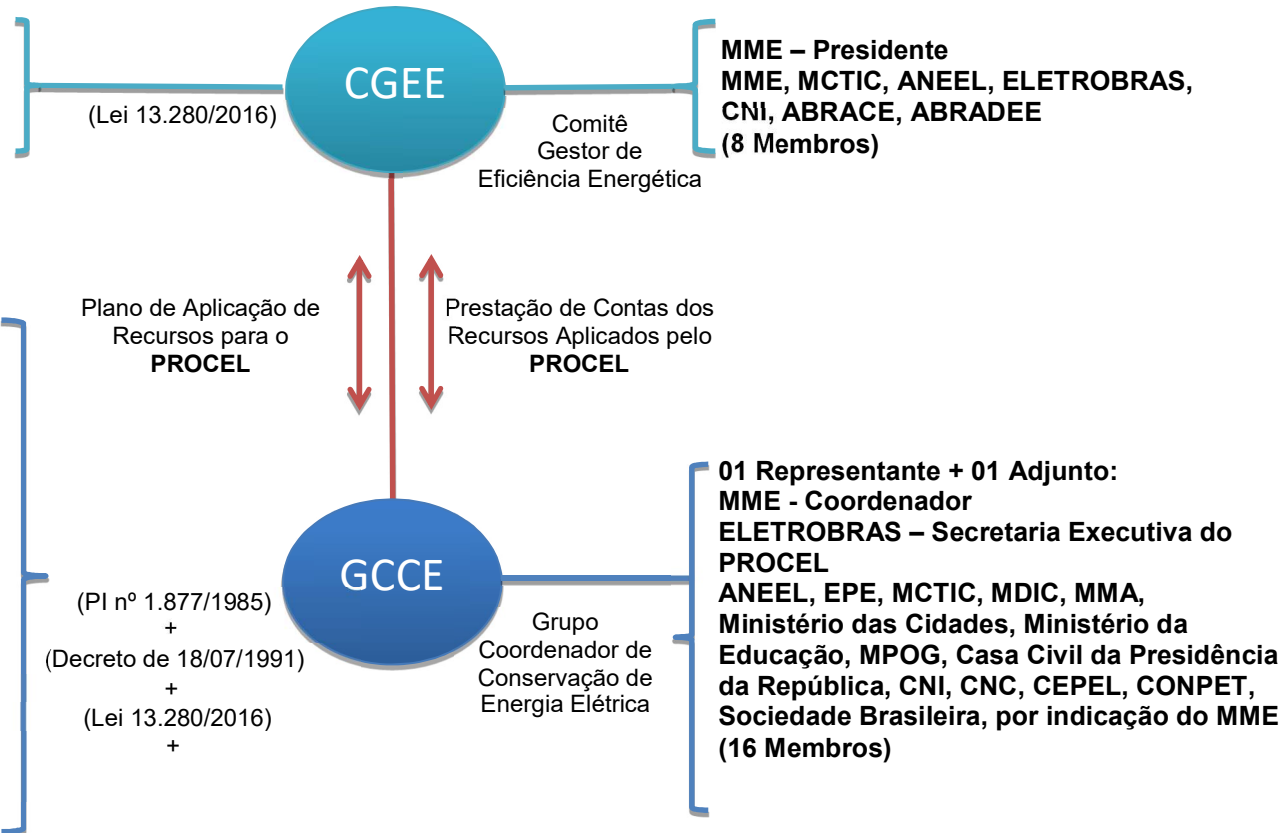 CGEE
(Lei 13.280/2016)
Comitê
Gestor de
Eficiência Energética
MME – Presidente
MME, MCTIC, ANEEL, ELETROBRAS,
CNI, ABRACE, ABRADEE
(8 Membros)
Plano de Aplicação de
Recursos para o
PROCEL
Prestação de Contas dos
Recursos Aplicados pelo
PROCEL
GCCE
(PI nº 1.877/1985)
+
(Decreto de 18/07/1991)
+
(Lei 13.280/2016)
+
Grupo
Coordenador de
Conservação de
Energia Elétrica
01 Representante + 01 Adjunto:
MME - Coordenador
ELETROBRAS – Secretaria Executiva do
PROCEL
ANEEL, EPE, MCTIC, MDIC, MMA,
Ministério das Cidades, Ministério da
Educação, MPOG, Casa Civil da Presidência
da República, CNI, CNC, CEPEL, CONPET,
Sociedade Brasileira, por indicação do MME
(16 Membros)